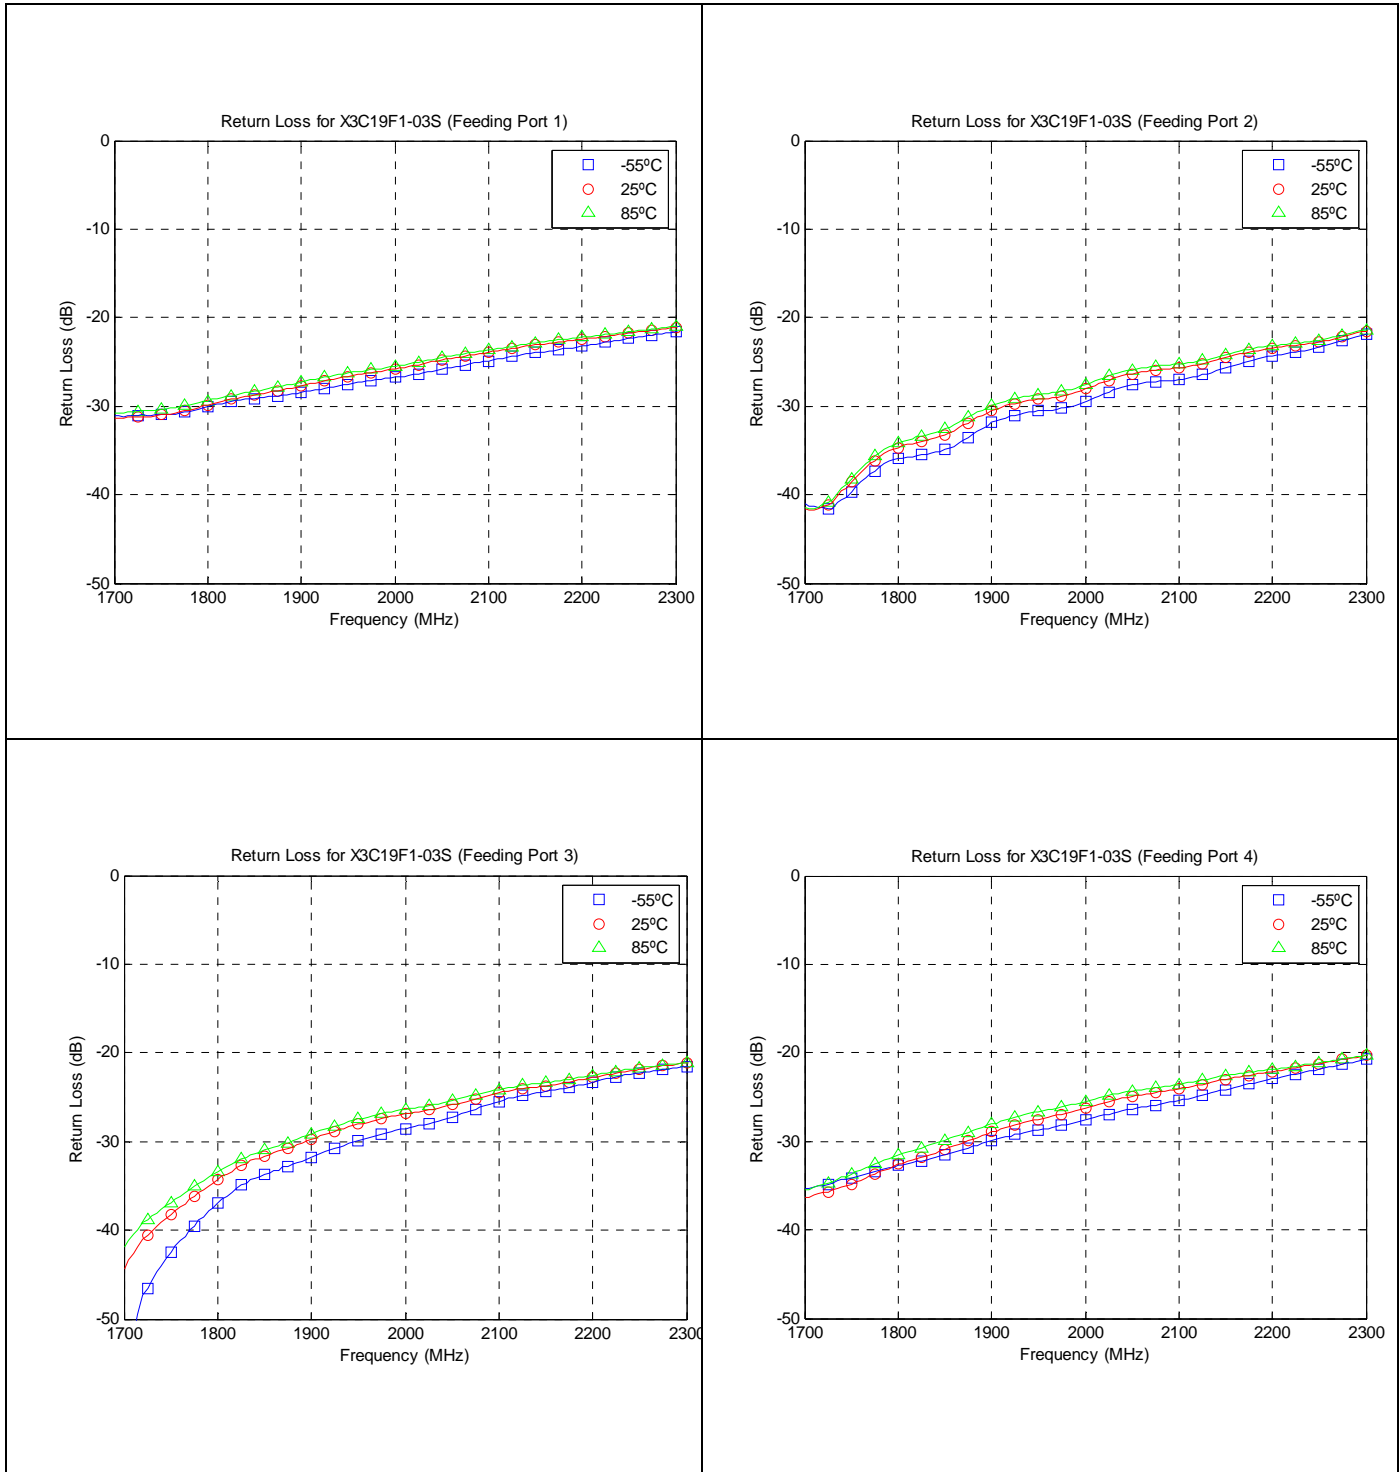 Return Loss for X3C19F1-03S (Feeding Port 1)
0
-10
-20
-30
-40
-50
Return Loss (dB)
-55ºC
25ºC
85ºC
1700 1800 1900 2000 2100 2200 2300
Frequency (MHz)
Return Loss for X3C19F1-03S (Feeding Port 2)
0
-10
-20
-30
-40
-50
Return Loss (dB)
-55ºC
25ºC
85ºC
1700 1800 1900 2000 2100 2200 2300
Frequency (MHz)
Return Loss for X3C19F1-03S (Feeding Port 3)
0
-10
-20
-30
-40
-50
Return Loss (dB)
-55ºC
25ºC
85ºC
1700 1800 1900 2000 2100 2200 2300
Frequency (MHz)
Return Loss for X3C19F1-03S (Feeding Port 4)
0
-10
-20
-30
-40
-50
Return Loss (dB)
-55ºC
25ºC
85ºC
1700 1800 1900 2000 2100 2200 2300
Frequency (MHz)